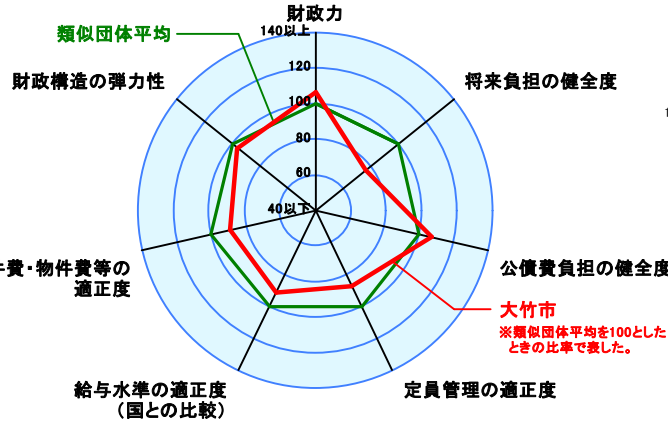 財政力
140以上
類似団体平均
120
財政構造の弾力性
将来負担の健全度
100
80
60
40以下
費・物件費等の
適正度
公債費負担の健全度
大竹市
※類似団体平均を100とした
ときの比率で表した。
給与水準の適正度
(国との比較)
定員管理の適正度